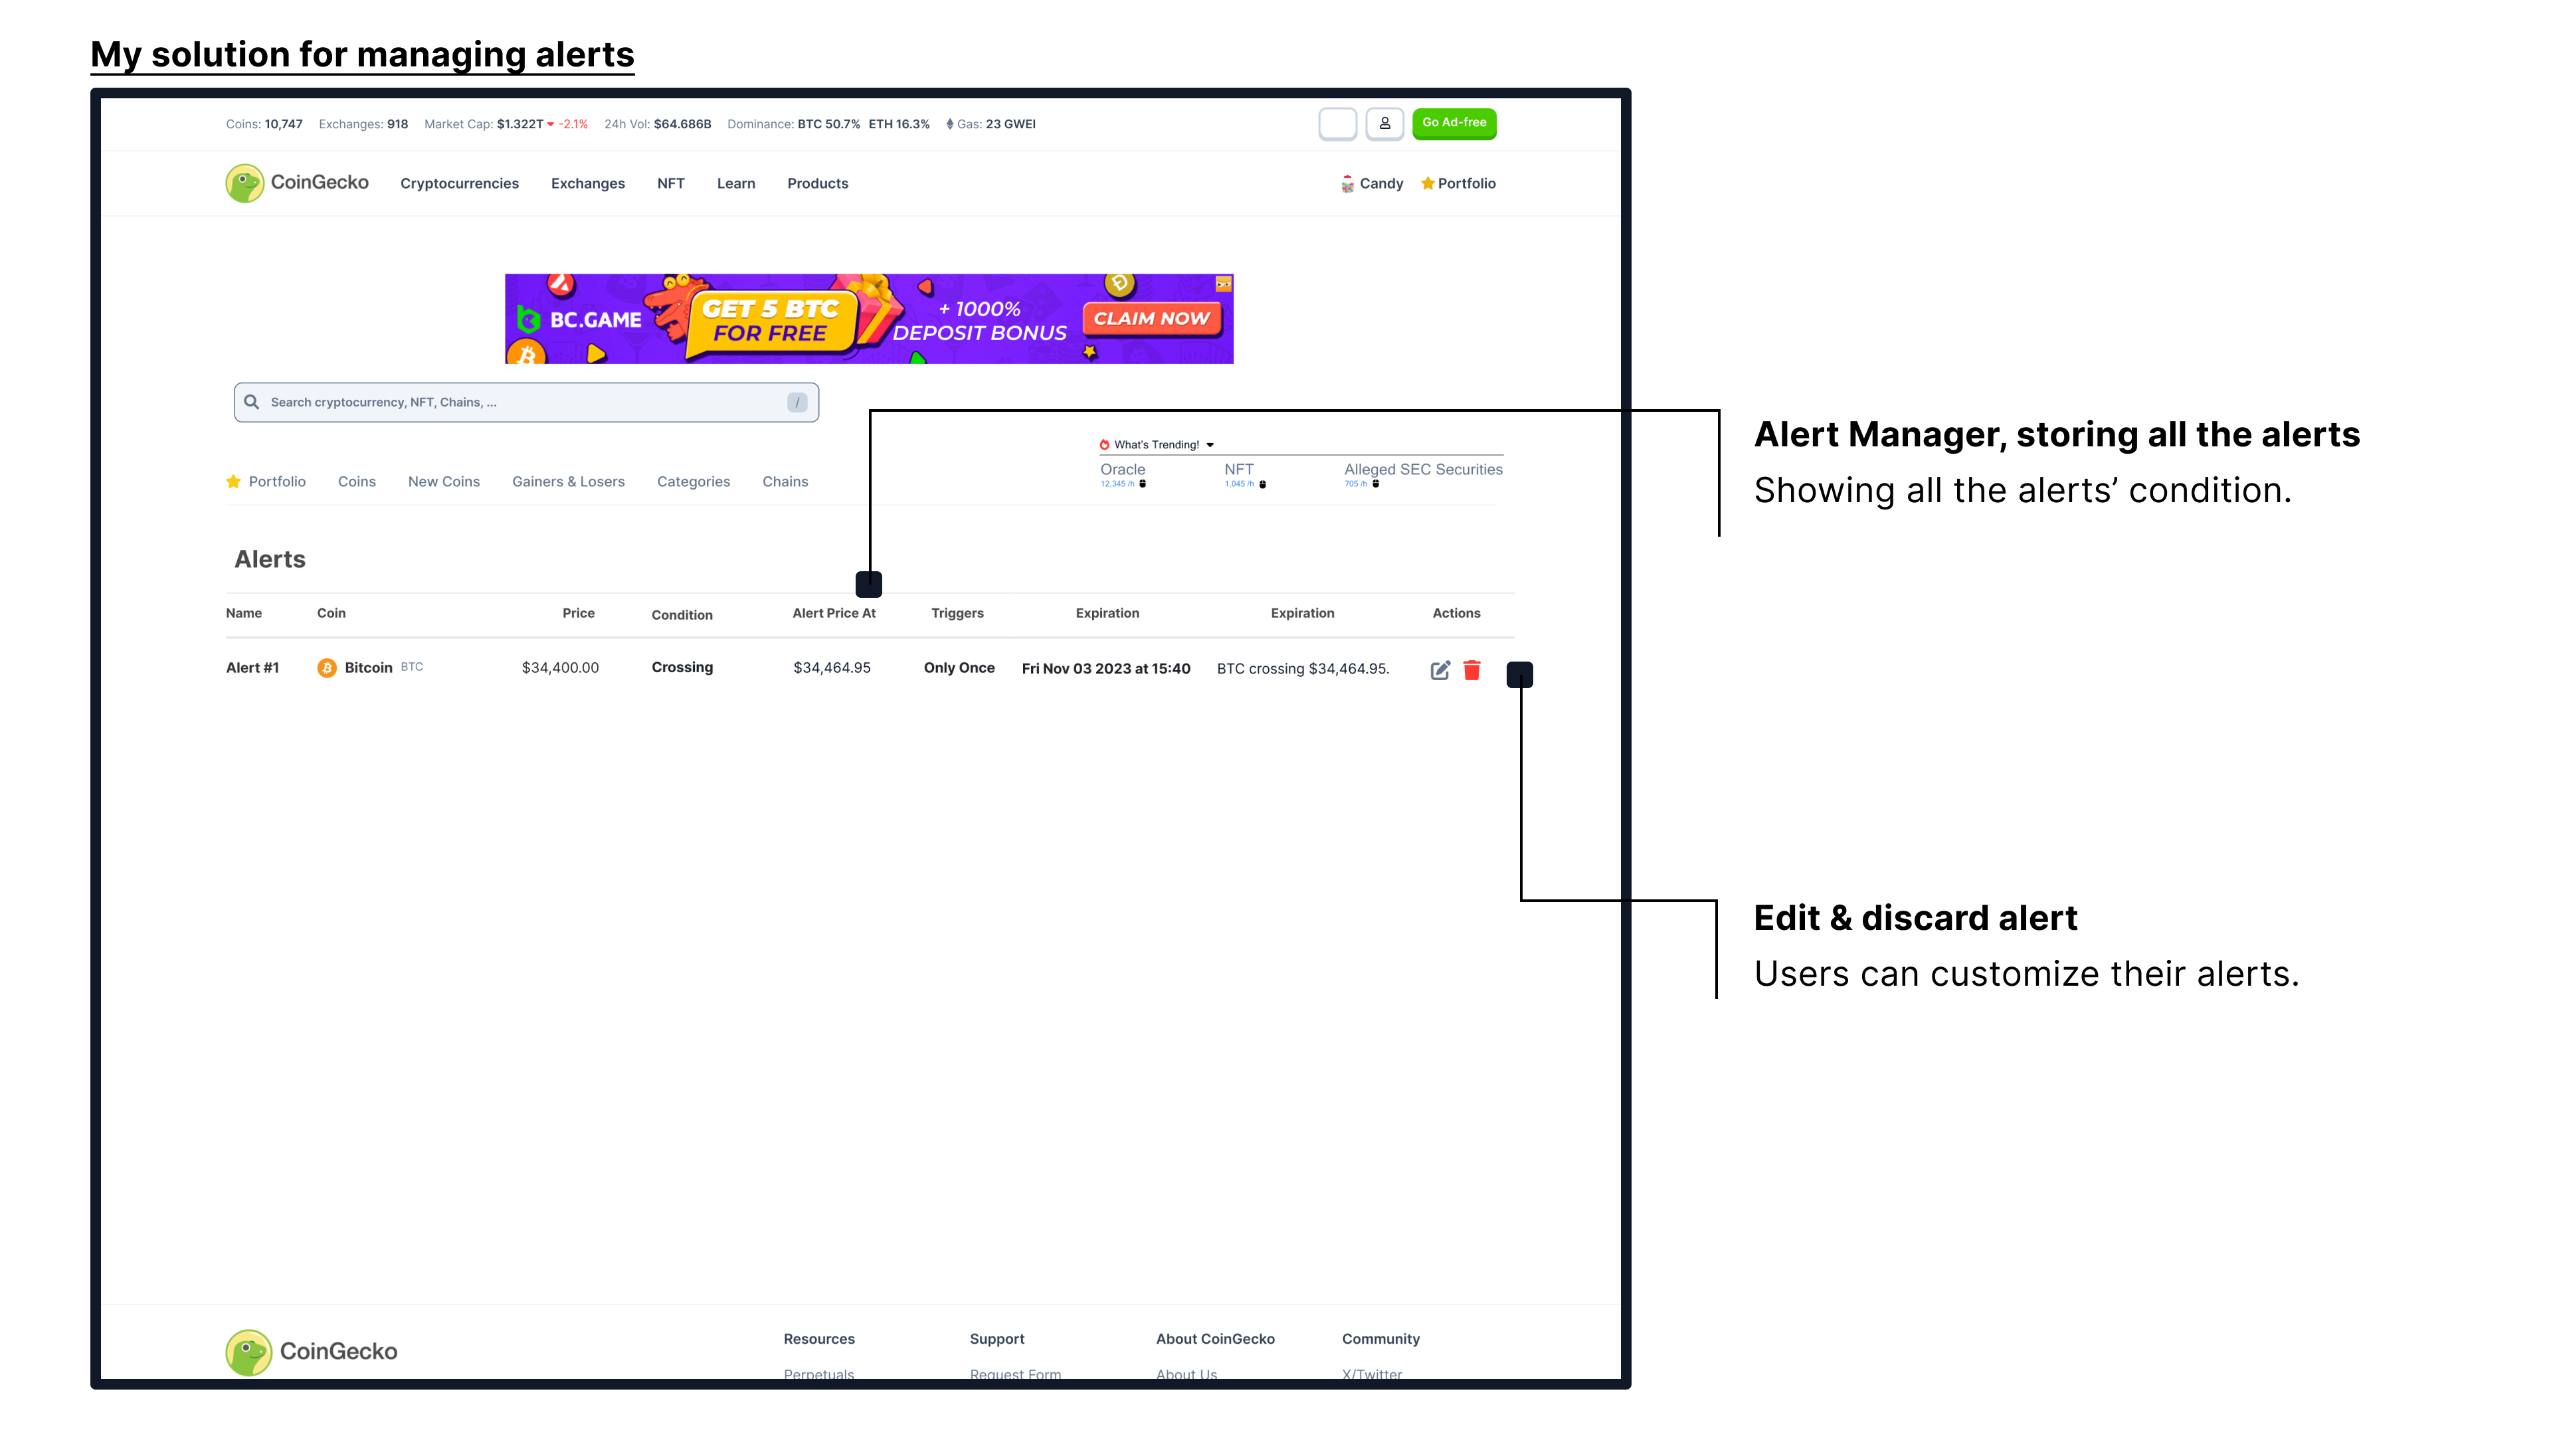 My solution for managing alerts
Coins: 10,747 Exchanges: 918 Market Cap: $1.322T -2.1% 24h Vol: $64.686B Dominance: BTC 50.7% ETH 16.3% Gas: 23 GWEI
Go Ad-free
CoinGecko Cryptocurrencies Exchanges NFT Learn Products Candy Portfolio
BC.GAME
GET 5 BTC
FOR FREE
+ 1000%
DEPOSIT BONUS
CLAIM NOW
Search cryptocurrency, NFT, Chains, ... /
What's Trending!
Oracle NFT Alleged SEC Securities
12,345 /h 1,045 /h 705 /h
Portfolio Coins New Coins Gainers & Losers Categories Chains
Alerts
Name Coin Price Condition Alert Price At Triggers Expiration Expiration Actions
Alert #1 Bitcoin BTC $34,400.00 Crossing $34,464.95 Only Once Fri Nov 03 2023 at 15:40 BTC crossing $34,464.95.
Alert Manager, storing all the alerts
Showing all the alerts’ condition.
Edit & discard alert
Users can customize their alerts.
CoinGecko
Resources Support About CoinGecko Community
Perpetuals Request Form About Us X/Twitter